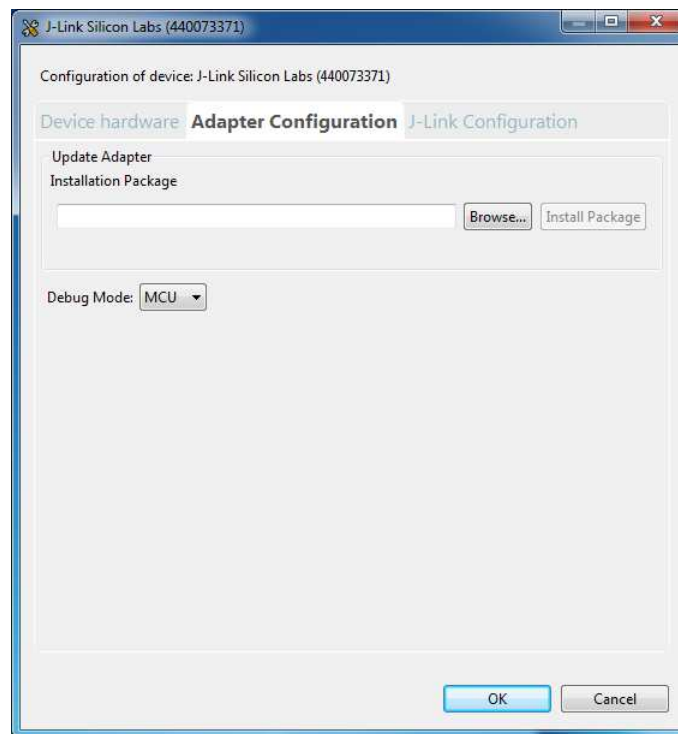 J-Link Silicon Labs (440073371)
Configuration of device: J-Link Silicon Labs (440073371)
Device hardware Adapter Configuration J-Link Configuration
Update Adapter
Installation Package
Browse... Install Package
Debug Mode: MCU
OK Cancel